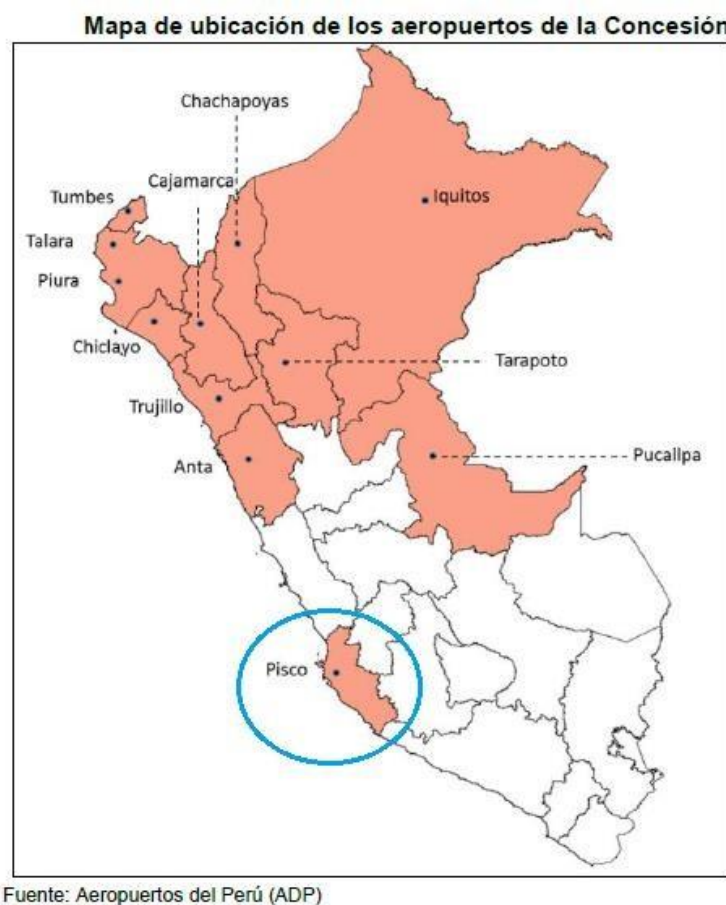 Mapa de ubicación de los aeropuertos de la Concesión
Chachapoyas
Cajamarca
Tumbes
Iquitos
Talara
Piura
Chiclayo
Tarapoto
Trujillo
Anta
Pucallpa
Pisco
Fuente: Aeropuertos del Perú (ADP)